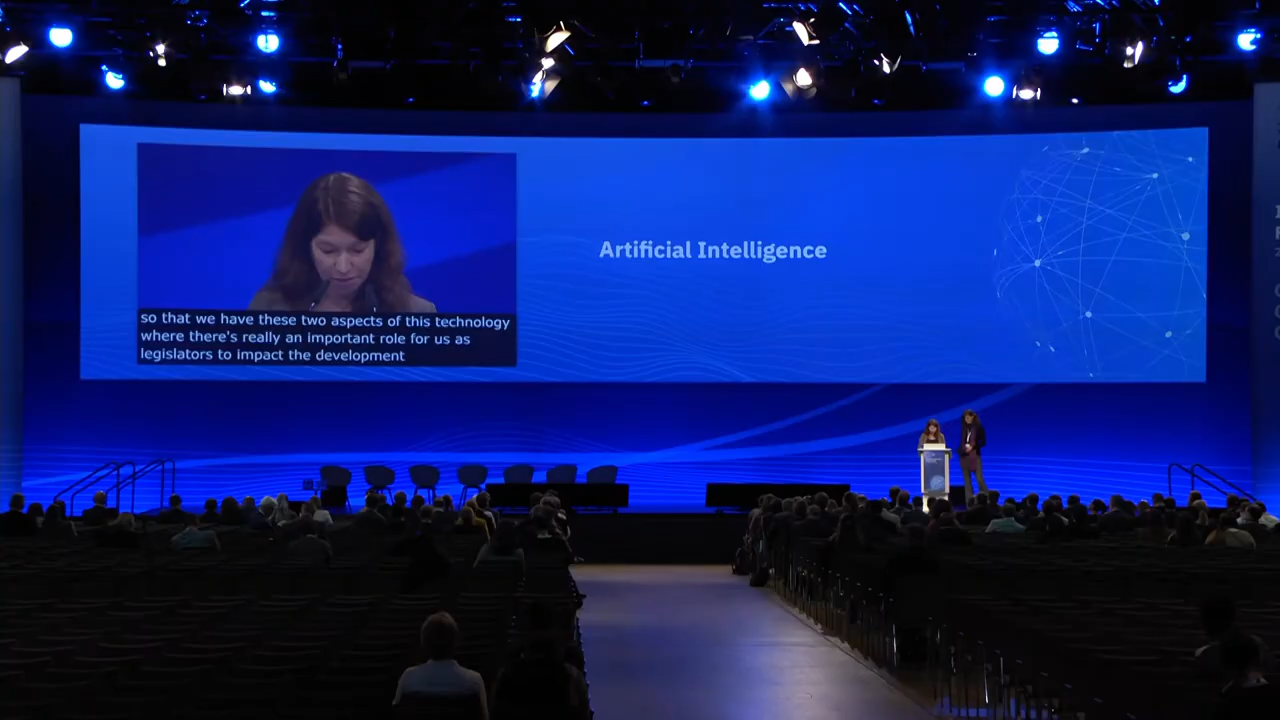 Artificial Intelligence
so that we have these two aspects of this technology
where there's really an important role for us as
legislators to impact the development